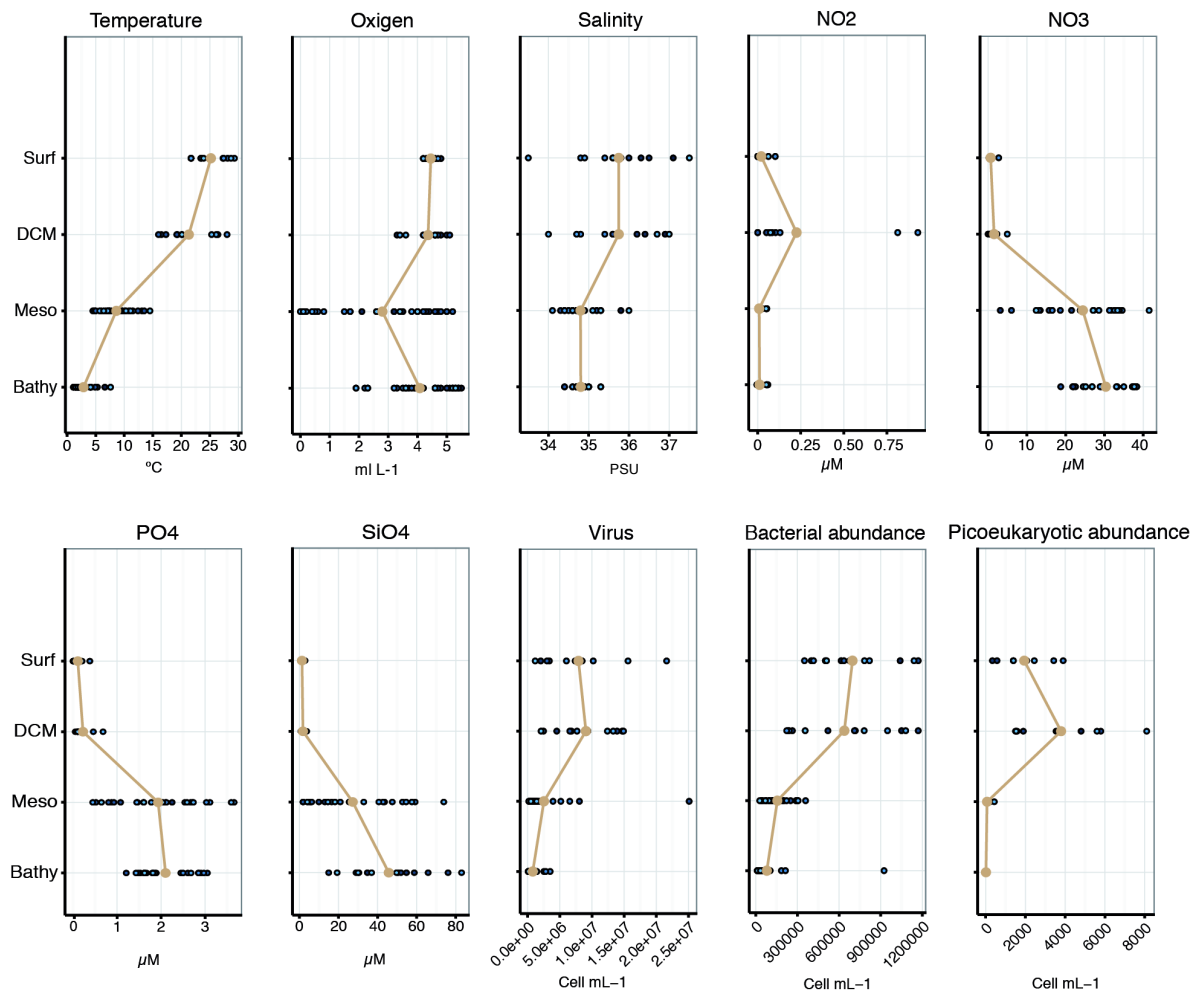 Temperature Oxigen Salinity NO2 NO3
Surf
DCM
Meso
Bathy
0 5 10 15 20 25 30 0 1 2 3 4 5 34 35 36 37 0 0.25 0.50 0.75 0 10 20 30 40
ºC ml L-1 PSU µM µM
PO4 SiO4 Virus Bacterial abundance Picoeukaryotic abundance
Surf
DCM
Meso
Bathy
0 1 2 3 0 20 40 60 80 0.0e+00 5.0e+06 1.0e+07 1.5e+07 2.0e+07 2.5e+07 0 300000 600000 900000 1200000 0 2000 4000 6000 8000
µM µM Cell mL–1 Cell mL–1 Cell mL–1